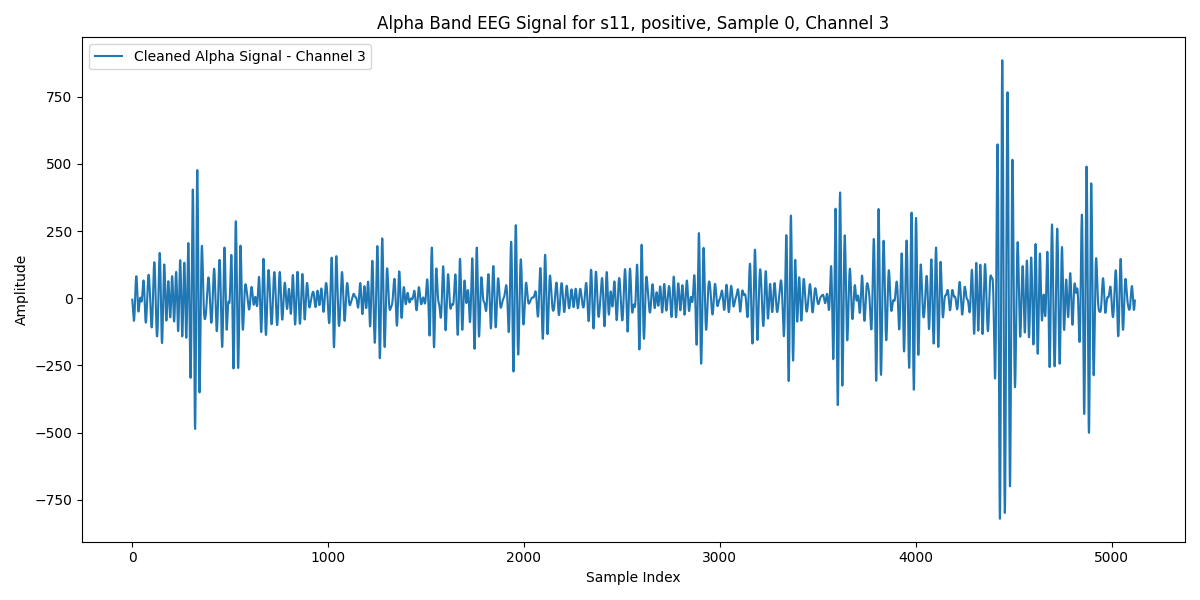 Alpha Band EEG Signal for s11, positive, Sample 0, Channel 3
Cleaned Alpha Signal - Channel 3
750
500
250
0
−250
−500
−750
Amplitude
0 1000 2000 3000 4000 5000
Sample Index